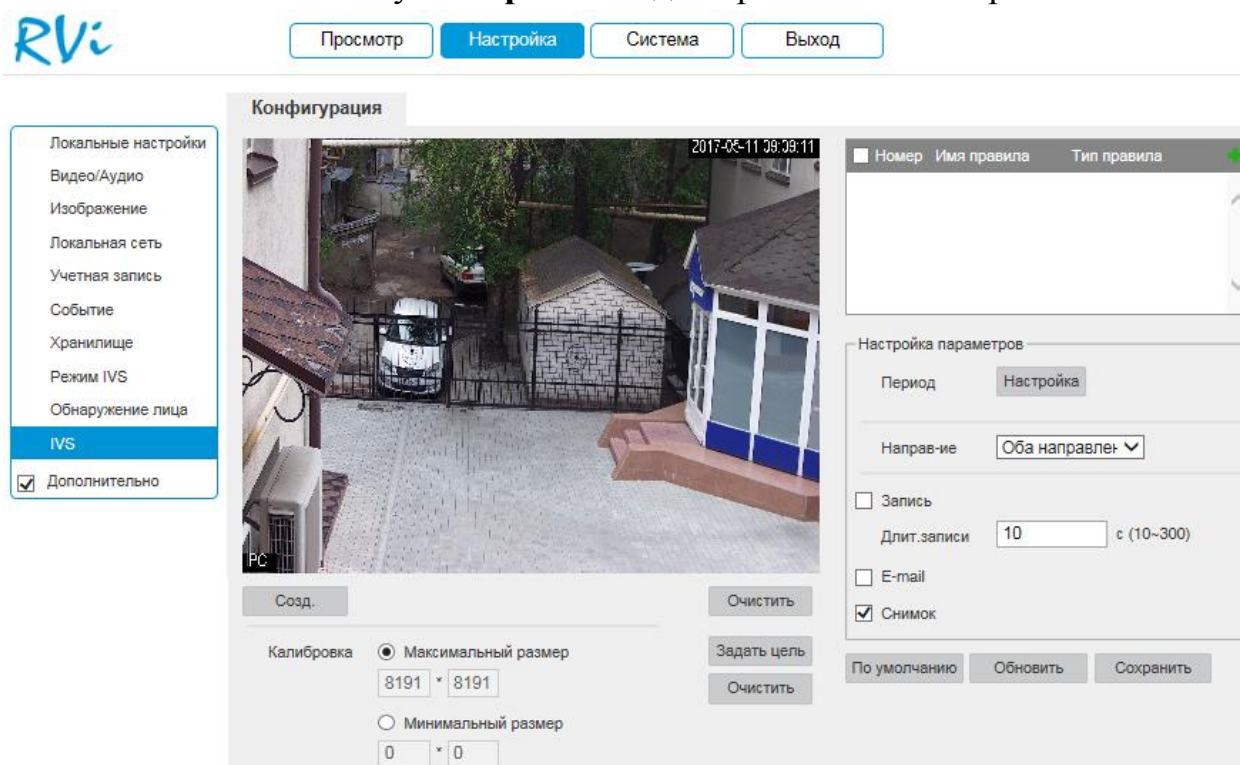 RVi
Просмотр
Настройка
Система
Выход
Конфигурация
Локальные настройки
Видео/Аудио
Изображение
Локальная сеть
Учетная запись
Событие
Хранилище
Режим IVS
Обнаружение лица
IVS
Дополнительно
2017-05-11 09:09:11
IPC
Номер Имя правила Тип правила
Настройка параметров
Период Настройка
Направ-ие Оба направлен
Запись
Длит.записи 10 с (10~300)
E-mail
Снимок
По умолчанию Обновить Сохранить
Созд. Очистить
Калибровка Максимальный размер Задать цель
8191 * 8191 Очистить
Минимальный размер
0 * 0